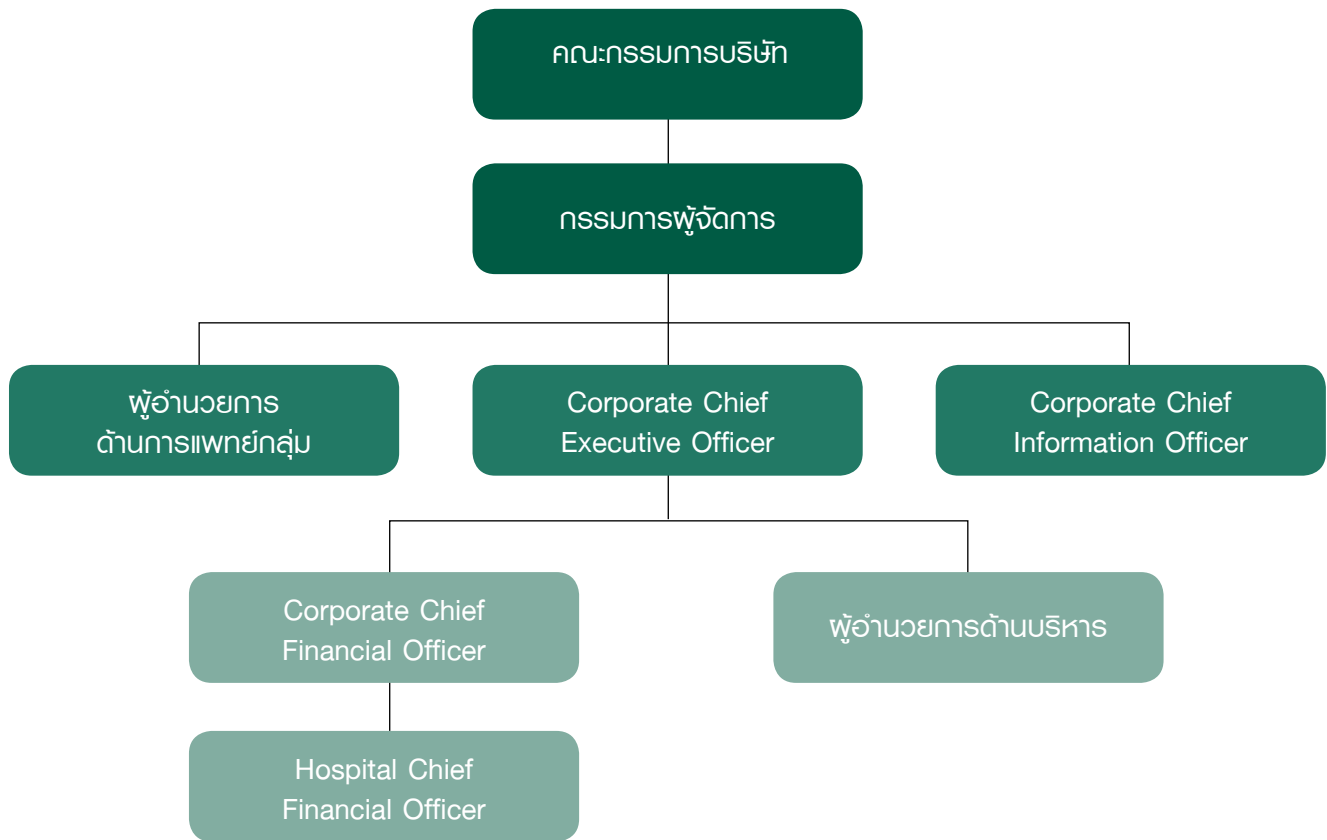 คณะกรรมการบริษัท
กรรมการผู้จัดการ
ผู้อำนวยการ
ด้านการแพทย์กลุ่ม
Corporate Chief
Executive Officer
Corporate Chief
Information Officer
Corporate Chief
Financial Officer
ผู้อำนวยการด้านบริหาร
Hospital Chief
Financial Officer